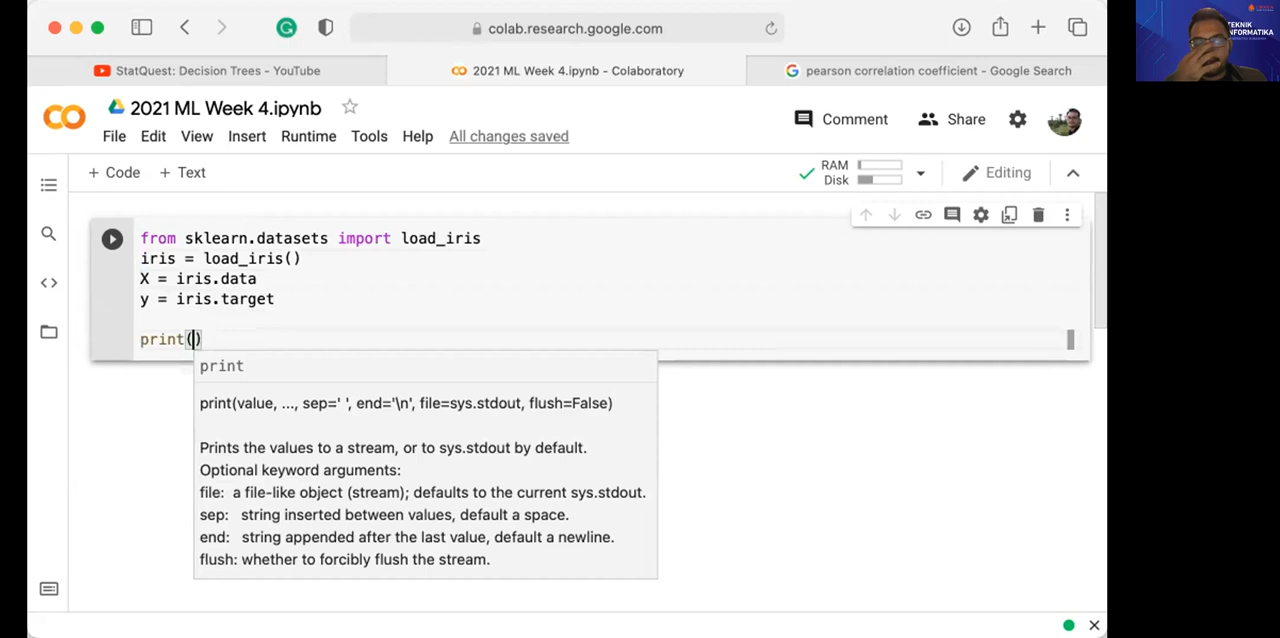 colab.research.google.com
StatQuest: Decision Trees - YouTube
2021 ML Week 4.ipynb - Colaboratory
pearson correlation coefficient - Google Search
2021 ML Week 4.ipynb
Comment
Share
File Edit View Insert Runtime Tools Help All changes saved
+ Code + Text
RAM
Disk
Editing
from sklearn.datasets import load_iris
iris = load_iris()
X = iris.data
y = iris.target
print()
print
print(value, ..., sep=' ', end='\n', file=sys.stdout, flush=False)
Prints the values to a stream, or to sys.stdout by default.
Optional keyword arguments:
file: a file-like object (stream); defaults to the current sys.stdout.
sep: string inserted between values, default a space.
end: string appended after the last value, default a newline.
flush: whether to forcibly flush the stream.
TEKNIK
INFORMATIKA